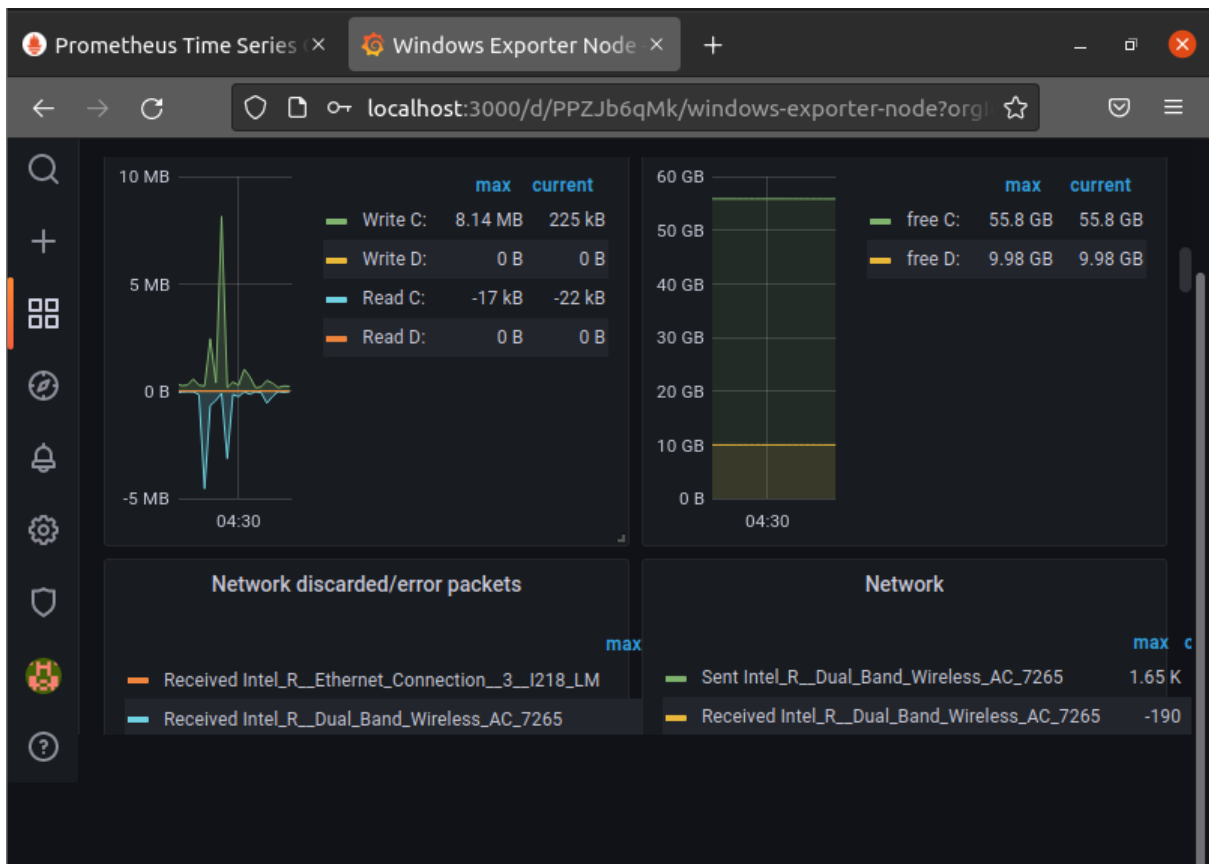 Prometheus Time Series
Windows Exporter Node
localhost:3000/d/PPZJb6qMk/windows-exporter-node?org
10 MB
5 MB
0 B
-5 MB
04:30
max current
Write C: 8.14 MB 225 kB
Write D: 0 B 0 B
Read C: -17 kB -22 kB
Read D: 0 B 0 B
60 GB
50 GB
40 GB
30 GB
20 GB
10 GB
0 B
04:30
max current
free C: 55.8 GB 55.8 GB
free D: 9.98 GB 9.98 GB
Network discarded/error packets
max
Received Intel_R__Ethernet_Connection__3__I218_LM
Received Intel_R__Dual_Band_Wireless_AC_7265
Network
max c
Sent Intel_R__Dual_Band_Wireless_AC_7265 1.65 K
Received Intel_R__Dual_Band_Wireless_AC_7265 -190